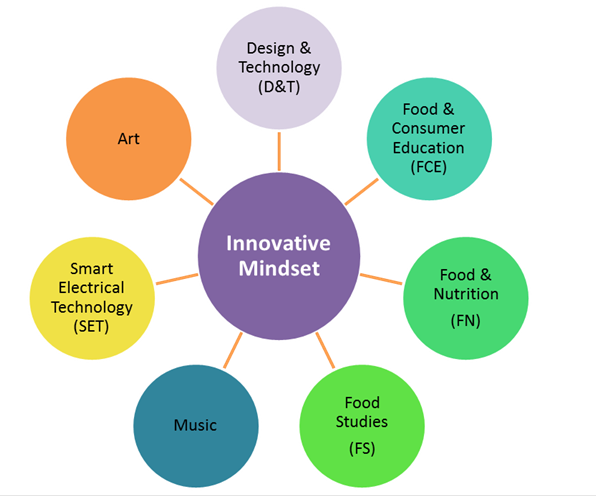 Design &
Technology
(D&T)
Food &
Consumer
Education
(FCE)
Art
Innovative
Mindset
Smart
Electrical
Technology
(SET)
Food &
Nutrition
(FN)
Music
Food
Studies
(FS)